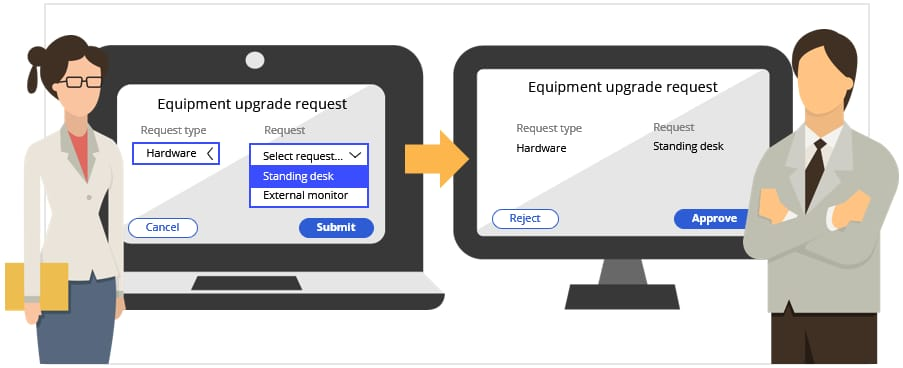 Equipment upgrade request
Request type
Request
Hardware
Select request...
Standing desk
External monitor
Cancel
Submit
Equipment upgrade request
Request type
Request
Hardware
Standing desk
Reject
Approve